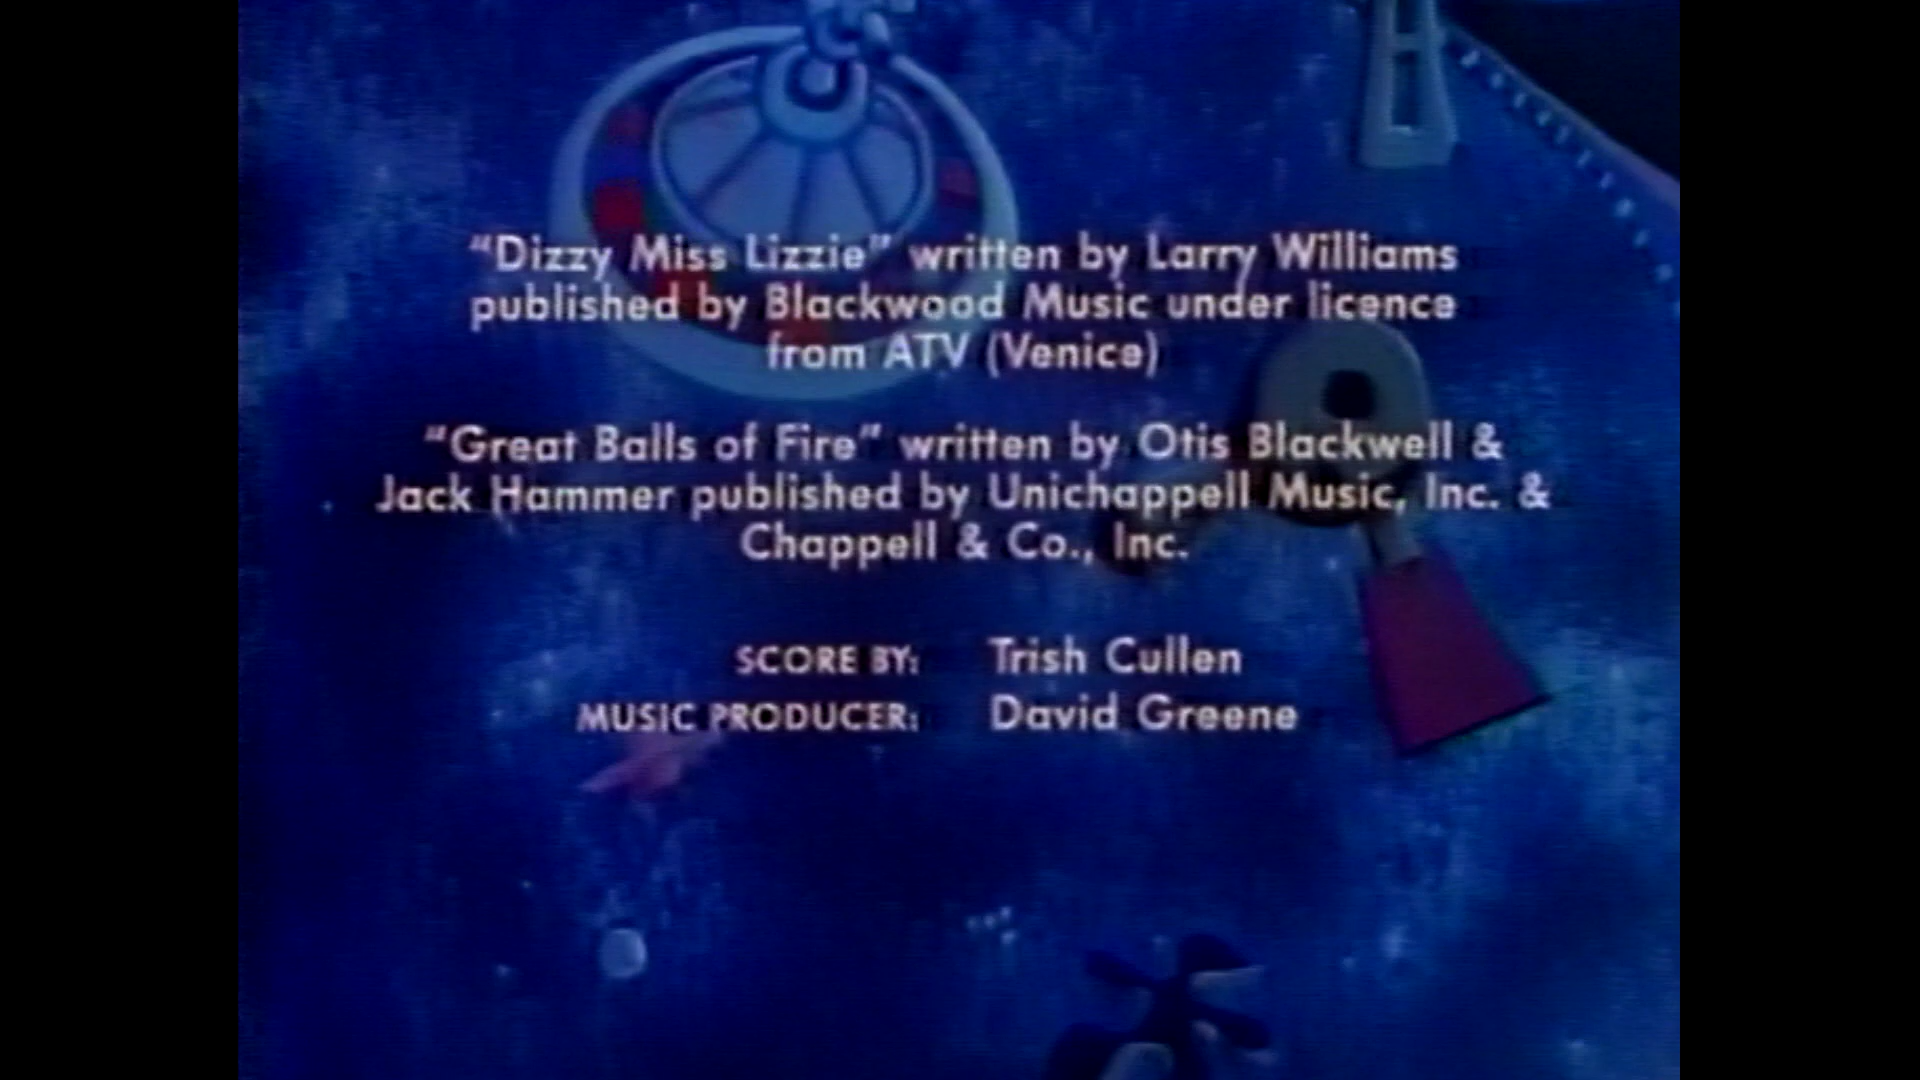 “Dizzy Miss Lizzie” written by Larry Williams
published by Blackwood Music under licence
from ATV (Venice)
“Great Balls of Fire” written by Otis Blackwell &
Jack Hammer published by Unichappell Music, Inc. &
Chappell & Co., Inc.
SCORE BY: Trish Cullen
MUSIC PRODUCER: David Greene